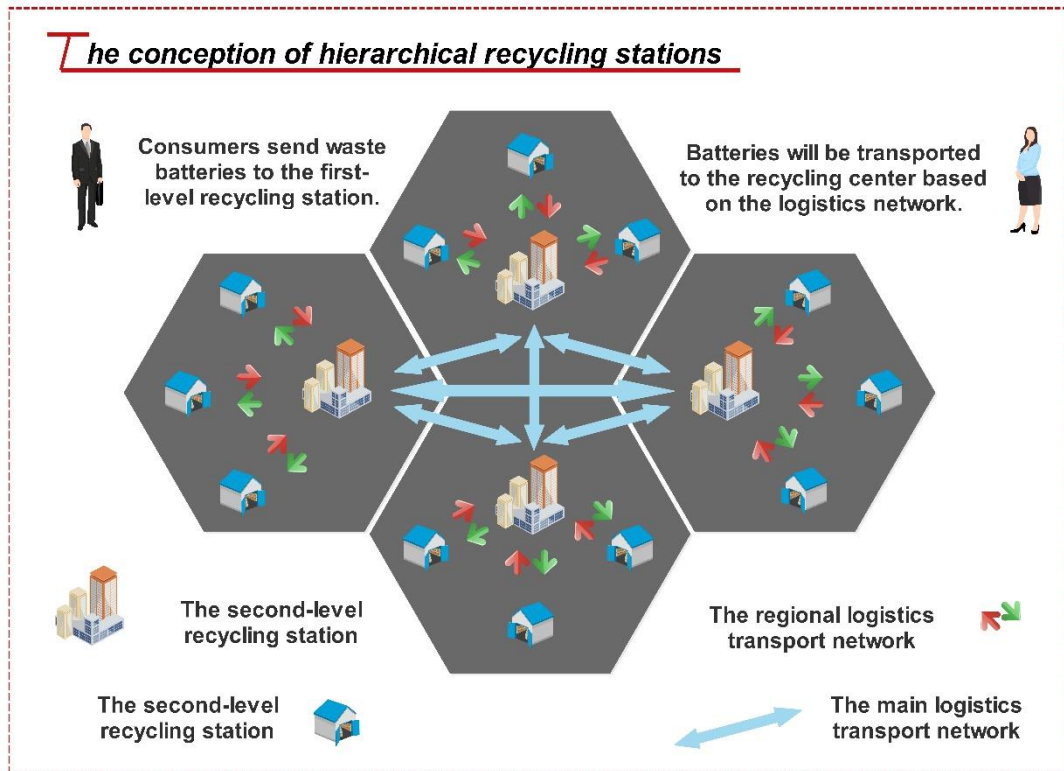 The conception of hierarchical recycling stations
Consumers send waste
batteries to the first-
level recycling station.
Batteries will be transported
to the recycling center based
on the logistics network.
The second-level
recycling station
The regional logistics
transport network
The second-level
recycling station
The main logistics
transport network